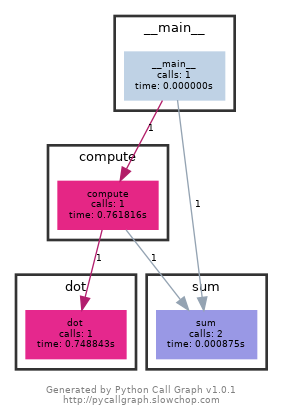 __main__
__main__
calls: 1
time: 0.000000s
1
compute
compute
calls: 1
time: 0.761816s
1
1
1
dot
dot
calls: 1
time: 0.748843s
sum
sum
calls: 2
time: 0.000875s
Generated by Python Call Graph v1.0.1
http://pycallgraph.slowchop.com